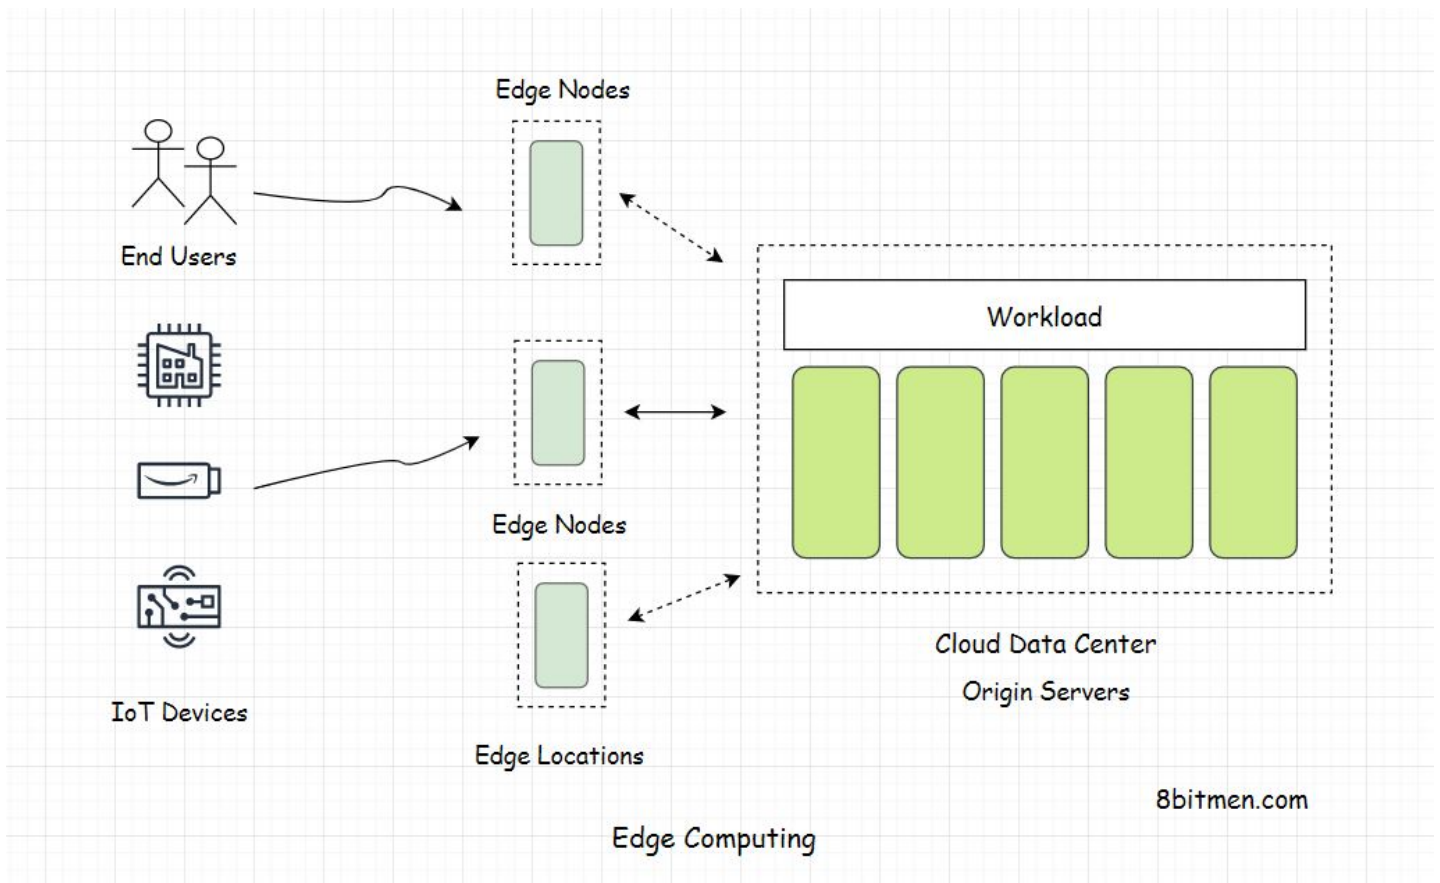 Edge Nodes
End Users
Workload
Edge Nodes
Cloud Data Center
Origin Servers
IoT Devices
Edge Locations
8bitmen.com
Edge Computing